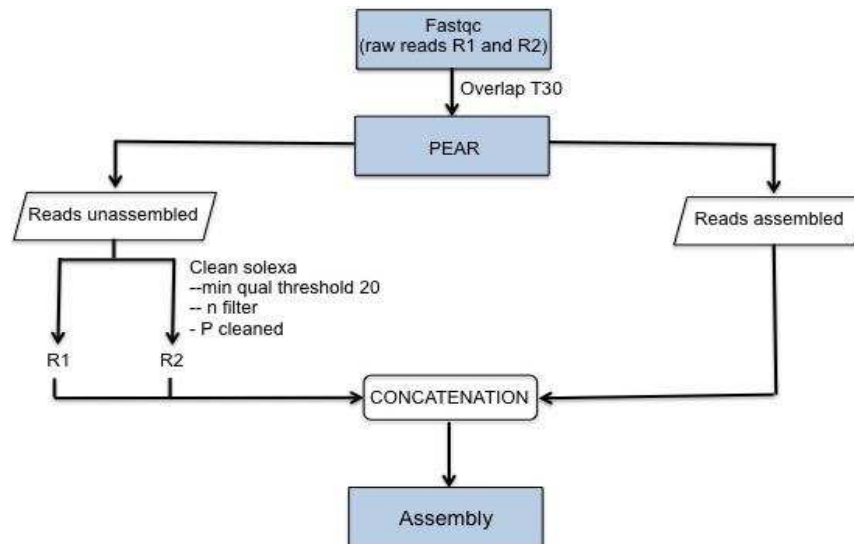 Fastqc
(raw reads R1 and R2)
Overlap T30
PEAR
Reads unassembled
Reads assembled
Clean solexa
--min qual threshold 20
-- n filter
- P cleaned
R1
R2
CONCATENATION
Assembly